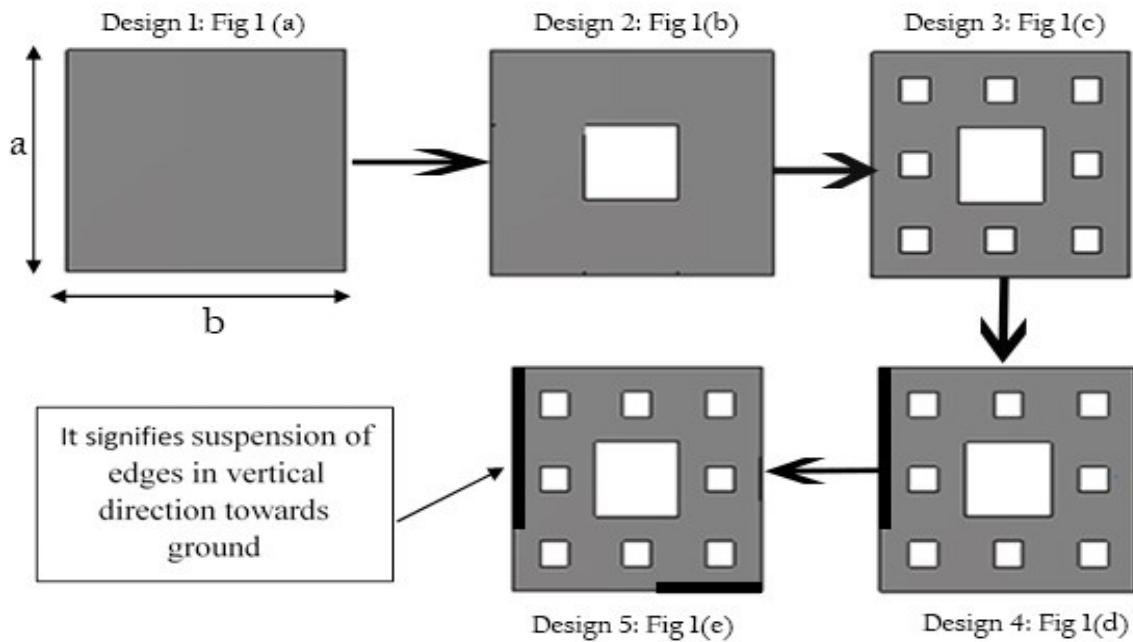 Design 1: Fig 1 (a)
Design 2: Fig 1(b)
Design 3: Fig 1(c)
a
b
It signifies suspension of
edges in vertical
direction towards
ground
Design 5: Fig 1(e)
Design 4: Fig 1(d)